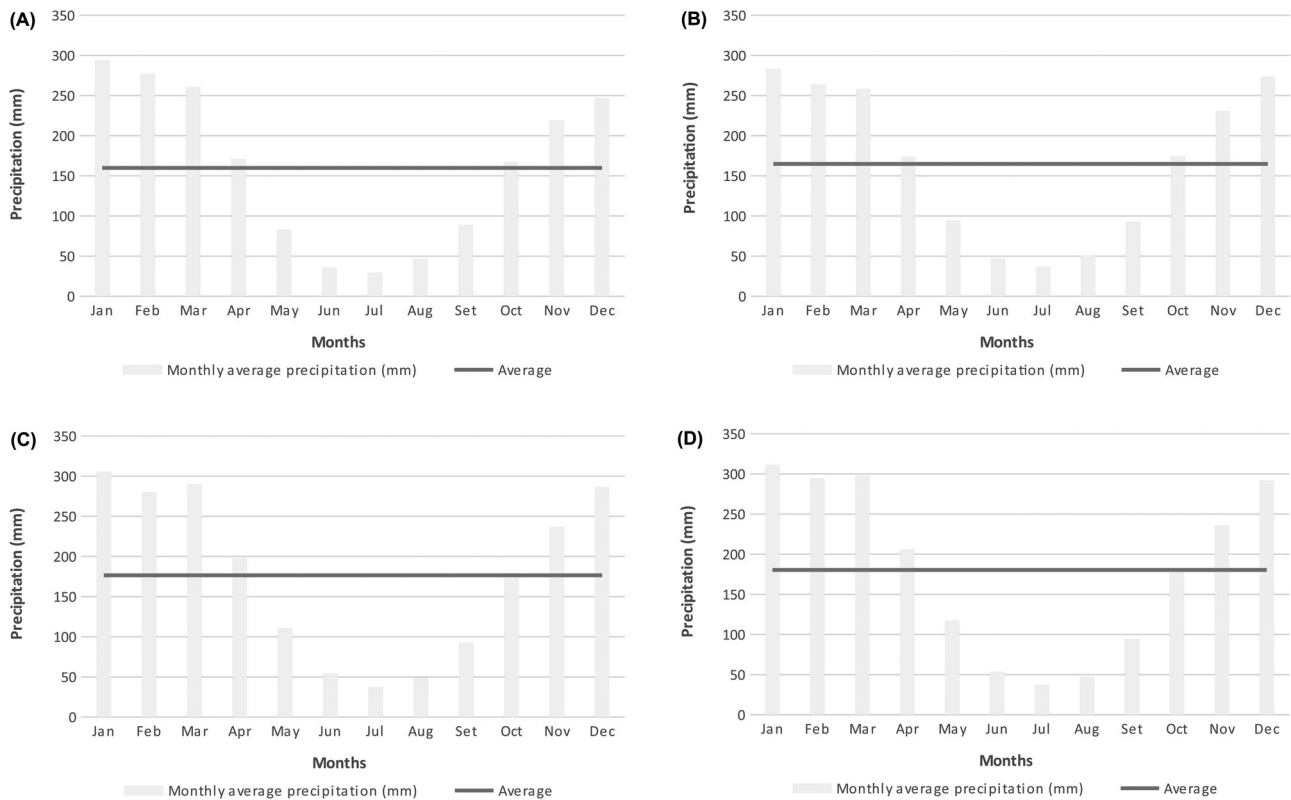 (A)
Precipitation (mm)
350
300
250
200
150
100
50
0
Jan Feb Mar Apr May Jun Jul Aug Set Oct Nov Dec
Months
Monthly average precipitation (mm) Average
(B)
Precipitation (mm)
350
300
250
200
150
100
50
0
Jan Feb Mar Apr May Jun Jul Aug Set Oct Nov Dec
Months
Monthly average precipitation (mm) Average
(C)
Precipitation (mm)
350
300
250
200
150
100
50
0
Jan Feb Mar Apr May Jun Jul Aug Set Oct Nov Dec
Months
Monthly average precipitation (mm) Average
(D)
Precipitation (mm)
350
300
250
200
150
100
50
0
Jan Feb Mar Apr May Jun Jul Aug Set Oct Nov Dec
Months
Monthly average precipitation (mm) Average